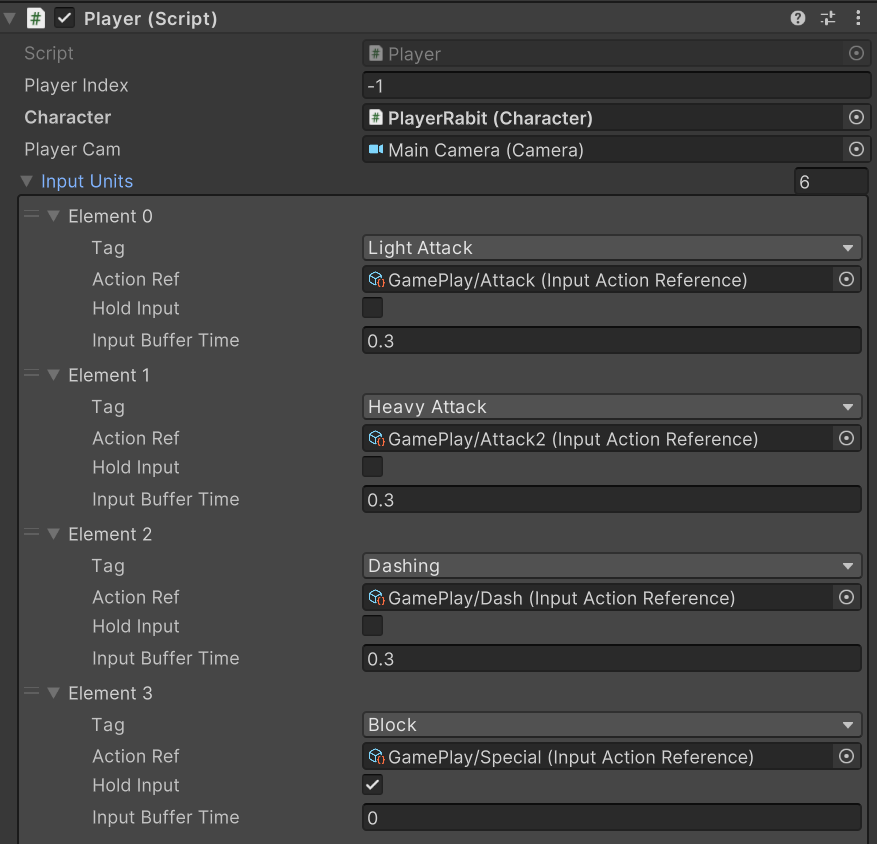 # Player (Script)
Script # Player
Player Index -1
Character # PlayerRabit (Character)
Player Cam Main Camera (Camera)
Input Units 6
Element 0
Tag Light Attack
Action Ref GamePlay/Attack (Input Action Reference)
Hold Input
Input Buffer Time 0.3
Element 1
Tag Heavy Attack
Action Ref GamePlay/Attack2 (Input Action Reference)
Hold Input
Input Buffer Time 0.3
Element 2
Tag Dashing
Action Ref GamePlay/Dash (Input Action Reference)
Hold Input
Input Buffer Time 0.3
Element 3
Tag Block
Action Ref GamePlay/Special (Input Action Reference)
Hold Input
Input Buffer Time 0